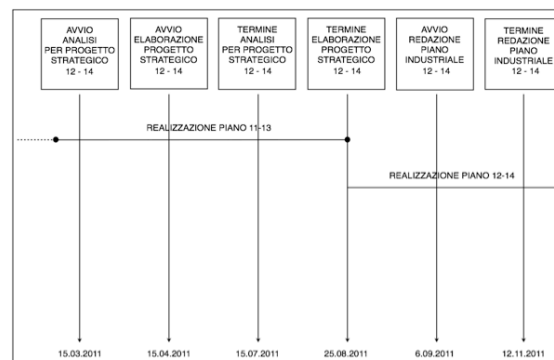 AVVIO
ANALISI
PER PROGETTO
STRATEGICO
12 - 14
AVVIO
ELABORAZIONE
PROGETTO
STRATEGICO
12 - 14
TERMINE
ANALISI
PER PROGETTO
STRATEGICO
12 - 14
TERMINE
ELABORAZIONE
PROGETTO
STRATEGICO
12 - 14
AVVIO
REDAZIONE
PIANO
INDUSTRIALE
12 - 14
TERMINE
REDAZIONE
PIANO
INDUSTRIALE
12 - 14
REALIZZAZIONE PIANO 11-13
REALIZZAZIONE PIANO 12-14
15.03.2011
15.04.2011
15.07.2011
25.08.2011
6.09.2011
12.11.2011